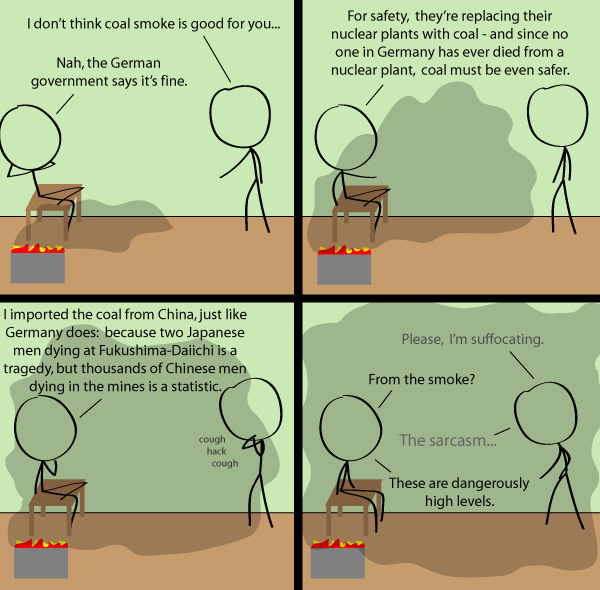 I don't think coal smoke is good for you...
Nah, the German
government says it's fine.
For safety, they're replacing their
nuclear plants with coal - and since no
one in Germany has ever died from a
nuclear plant, coal must be even safer.
I imported the coal from China, just like
Germany does: because two Japanese
men dying at Fukushima-Daiichi is a
tragedy, but thousands of Chinese men
dying in the mines is a statistic.
cough
hack
cough
Please, I'm suffocating.
From the smoke?
The sarcasm...
These are dangerously
high levels.